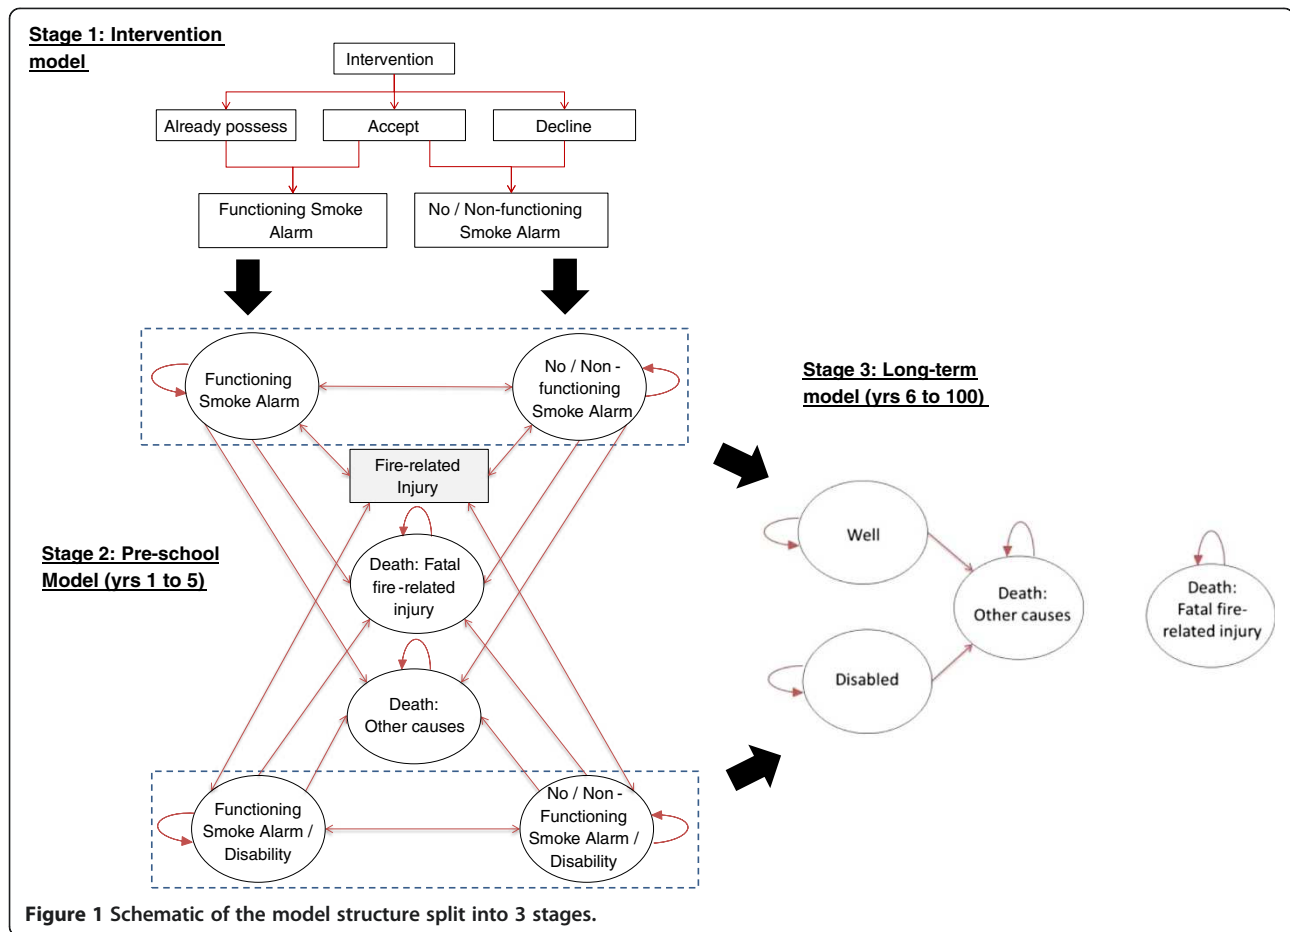 Stage 1: Intervention
model
Intervention
Already possess
Accept
Decline
Functioning Smoke
Alarm
No / Non-functioning
Smoke Alarm
Functioning
Smoke Alarm
No / Non -
functioning
Smoke Alarm
Fire-related
Injury
Stage 2: Pre-school
Model (yrs 1 to 5)
Death: Fatal
fire -related
injury
Death:
Other causes
Functioning
Smoke Alarm /
Disability
No / Non -
Functioning
Smoke Alarm /
Disability
Stage 3: Long-term
model (yrs 6 to 100)
Well
Disabled
Death:
Other causes
Death:
Fatal fire-
related injury
Figure 1 Schematic of the model structure split into 3 stages.